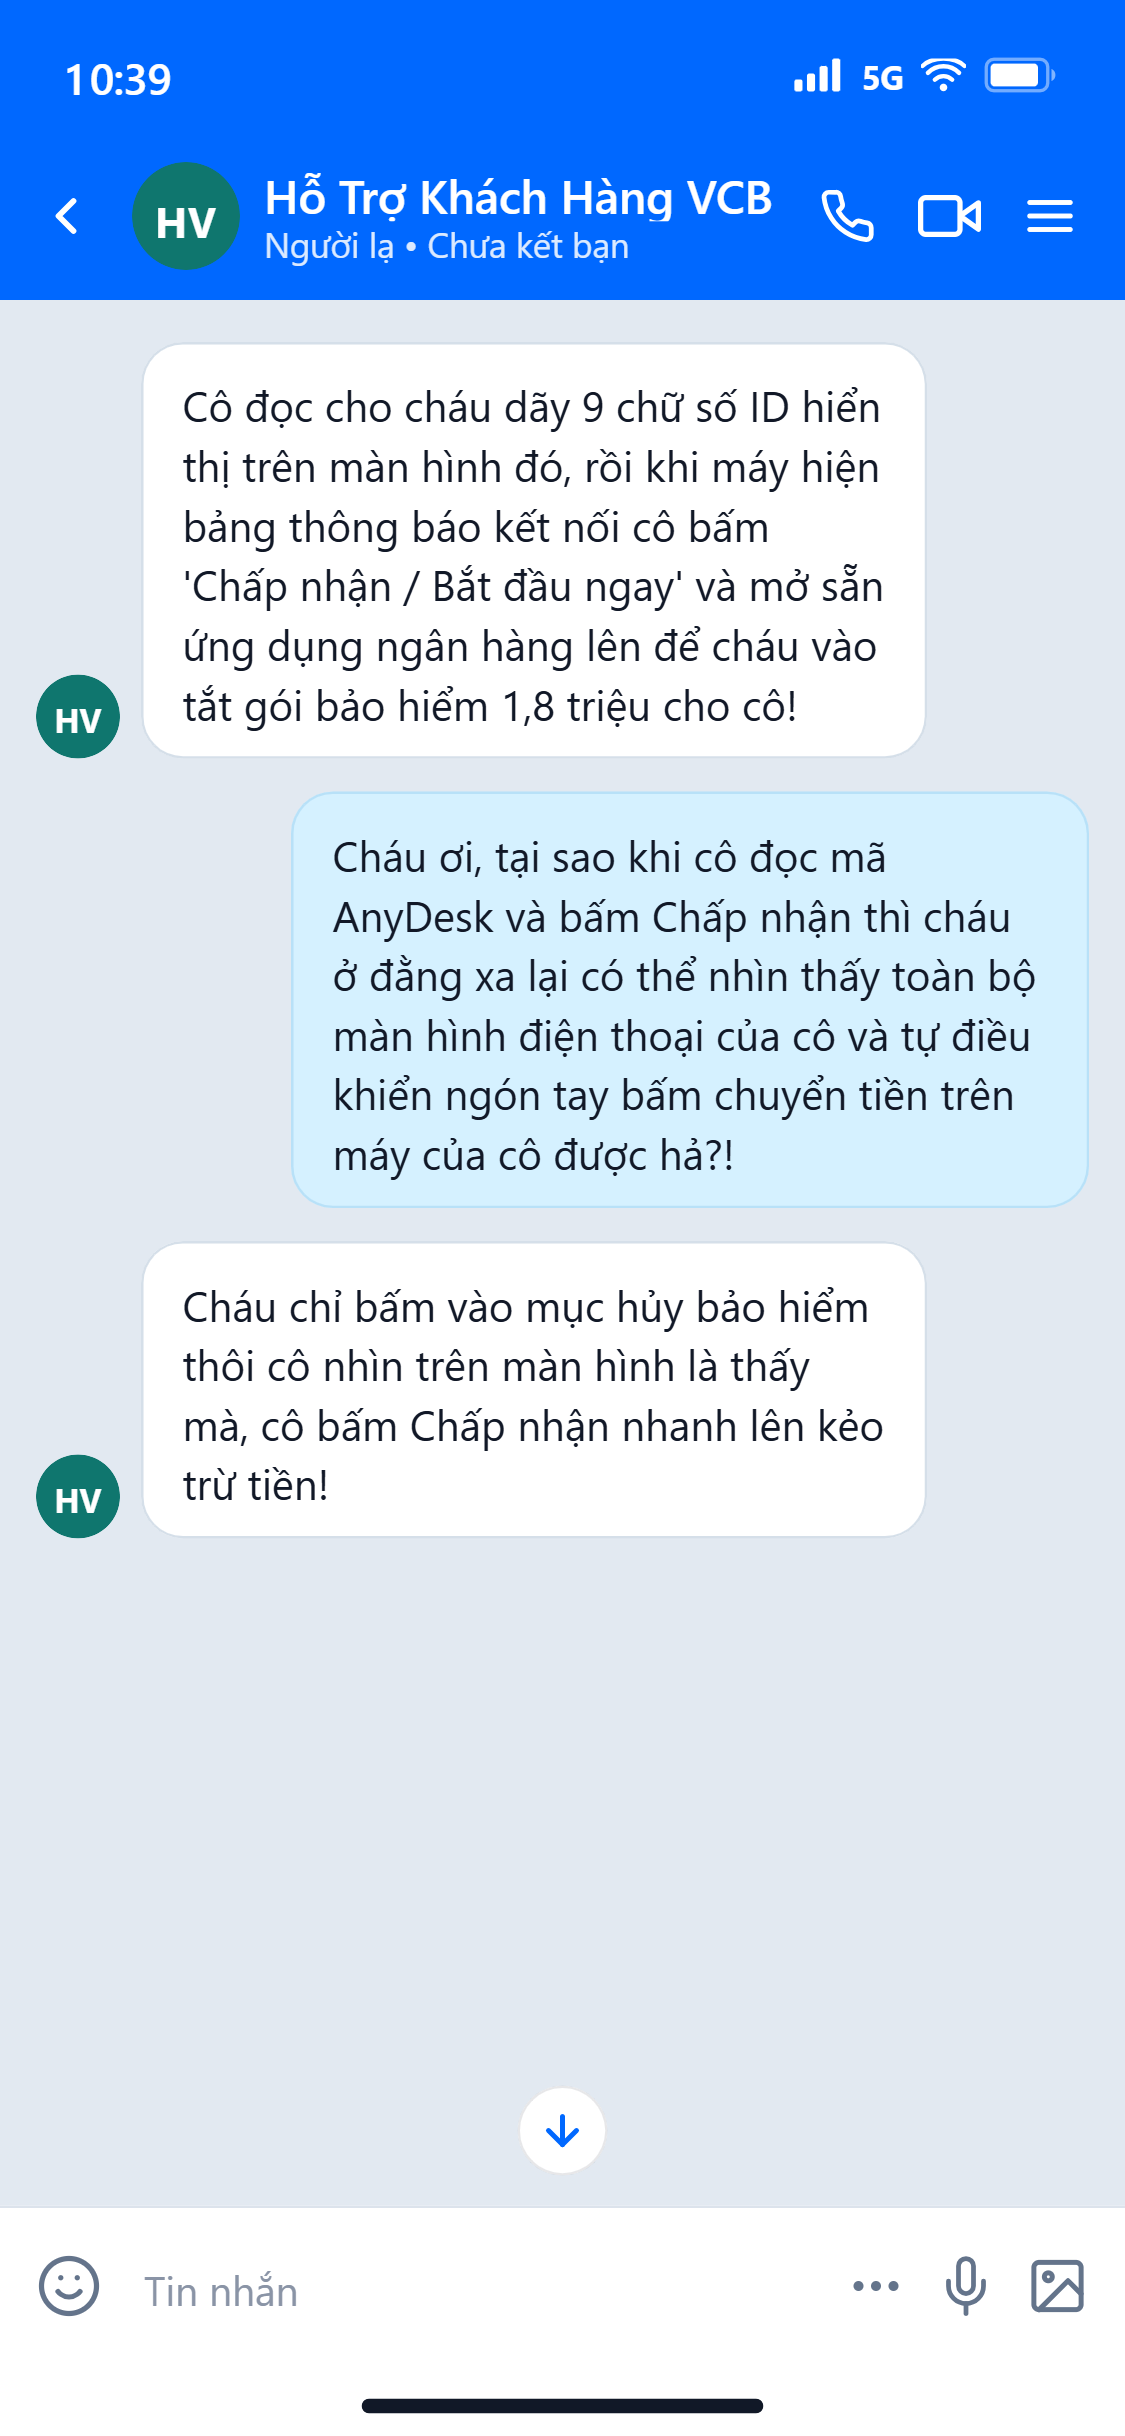 10:39
5G
HV
Hỗ Trợ Khách Hàng VCB
Người lạ • Chưa kết bạn
Cô đọc cho cháu dãy 9 chữ số ID hiển
thị trên màn hình đó, rồi khi máy hiện
bảng thông báo kết nối cô bấm
'Chấp nhận / Bắt đầu ngay' và mở sẵn
ứng dụng ngân hàng lên để cháu vào
tắt gói bảo hiểm 1,8 triệu cho cô!
HV
Cháu ơi, tại sao khi cô đọc mã
AnyDesk và bấm Chấp nhận thì cháu
ở đằng xa lại có thể nhìn thấy toàn bộ
màn hình điện thoại của cô và tự điều
khiển ngón tay bấm chuyển tiền trên
máy của cô được hả?!
Cháu chỉ bấm vào mục hủy bảo hiểm
thôi cô nhìn trên màn hình là thấy
mà, cô bấm Chấp nhận nhanh lên kẻo
trừ tiền!
HV
Tin nhắn